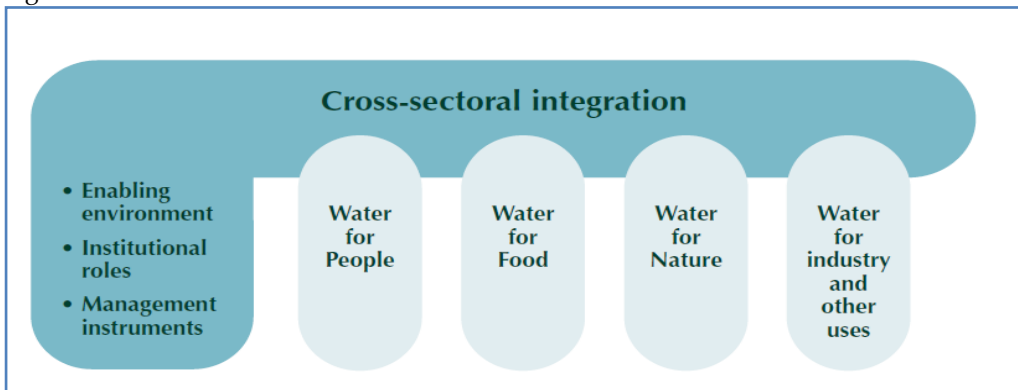 Cross-sectoral integration
• Enabling
environment
• Institutional
roles
• Management
instruments
Water
for
People
Water
for
Food
Water
for
Nature
Water
for
industry
and
other
uses